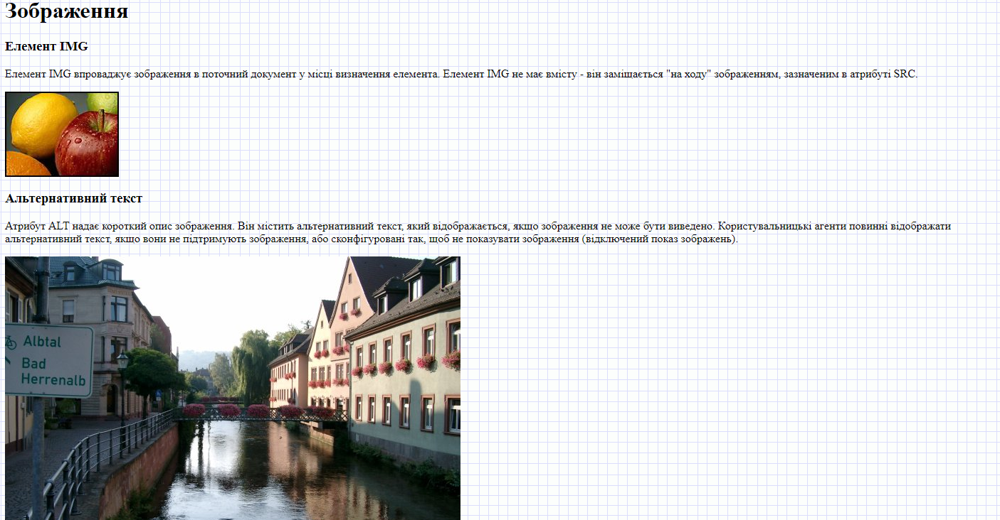 Зображення
Елемент IMG
Елемент IMG впроваджує зображення в поточний документ у місці визначення елемента. Елемент IMG не має вмісту - він заміщається "на ходу" зображенням, зазначеним в атрибуті SRC.
Альтернативний текст
Атрибут ALT надає короткий опис зображення. Він містить альтернативний текст, який відображається, якщо зображення не може бути виведено. Користувальницькі агенти повинні відображати
альтернативний текст, якщо вони не підтримують зображення, або сконфігуровані так, щоб не показувати зображення (відключений показ зображень).
Albtal
Bad
Herrenalb